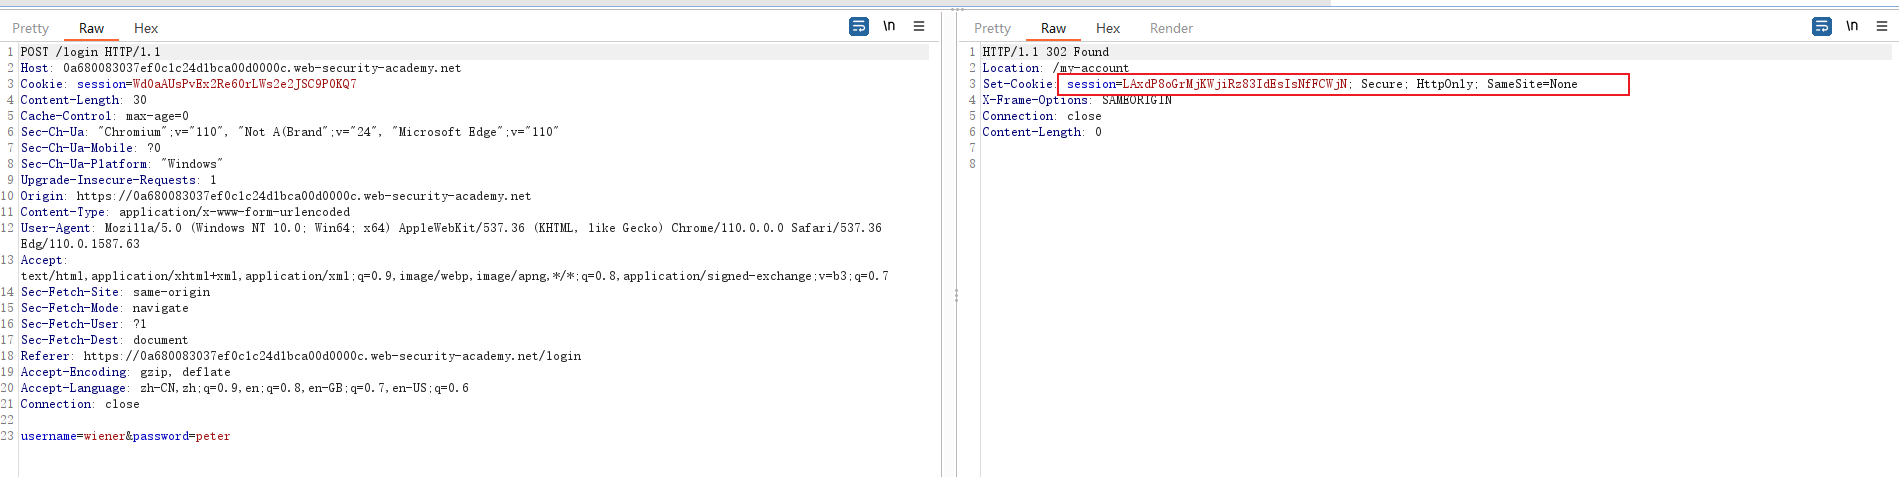 Pretty Raw Hex \n
1 POST /login HTTP/1.1
2 Host: 0a680083037ef0c1c24d1bca00d0000c.web-security-academy.net
3 Cookie: session=Wd0aAUsPvEx2Re60rLWs2e2JSC9P0KQ7
4 Content-Length: 30
5 Cache-Control: max-age=0
6 Sec-Ch-Ua: "Chromium";v="110", "Not A(Brand";v="24", "Microsoft Edge";v="110"
7 Sec-Ch-Ua-Mobile: ?0
8 Sec-Ch-Ua-Platform: "Windows"
9 Upgrade-Insecure-Requests: 1
10 Origin: https://0a680083037ef0c1c24d1bca00d0000c.web-security-academy.net
11 Content-Type: application/x-www-form-urlencoded
12 User-Agent: Mozilla/5.0 (Windows NT 10.0; Win64; x64) AppleWebKit/537.36 (KHTML, like Gecko) Chrome/110.0.0.0 Safari/537.36
Edg/110.0.1587.63
13 Accept:
text/html,application/xhtml+xml,application/xml;q=0.9,image/webp,image/apng,*/*;q=0.8,application/signed-exchange;v=b3;q=0.7
14 Sec-Fetch-Site: same-origin
15 Sec-Fetch-Mode: navigate
16 Sec-Fetch-User: ?1
17 Sec-Fetch-Dest: document
18 Referer: https://0a680083037ef0c1c24d1bca00d0000c.web-security-academy.net/login
19 Accept-Encoding: gzip, deflate
20 Accept-Language: zh-CN,zh;q=0.9,en;q=0.8,en-GB;q=0.7,en-US;q=0.6
21 Connection: close
22
23 username=wiener&password=peter
Pretty Raw Hex Render \n
1 HTTP/1.1 302 Found
2 Location: /my-account
3 Set-Cookie: session=LAxdP8oGrMjKWjiRz83IdEsIsNfFCWjN; Secure; HttpOnly; SameSite=None
4 X-Frame-Options: SAMEORIGIN
5 Connection: close
6 Content-Length: 0
7
8